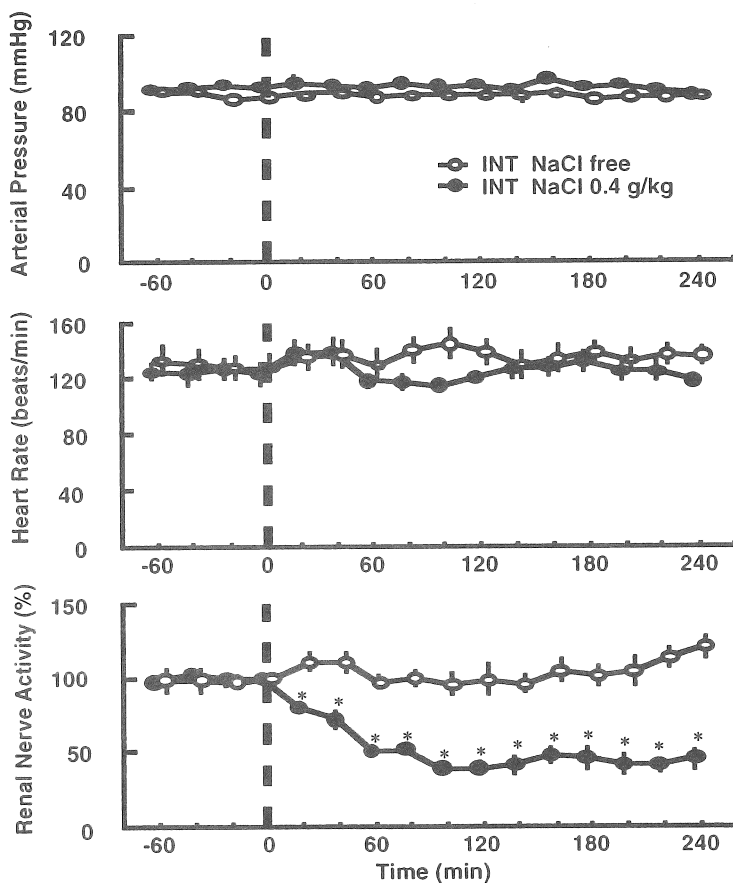 Arterial Pressure (mmHg)
120
80
40
0
INT NaCl free
INT NaCl 0.4 g/kg
-60 0 60 120 180 240
Heart Rate (beats/min)
160
120
80
40
0
-60 0 60 120 180 240
Renal Nerve Activity (%)
150
100
50
0
* * * * * * * * * * * *
-60 0 60 120 180 240
Time (min)